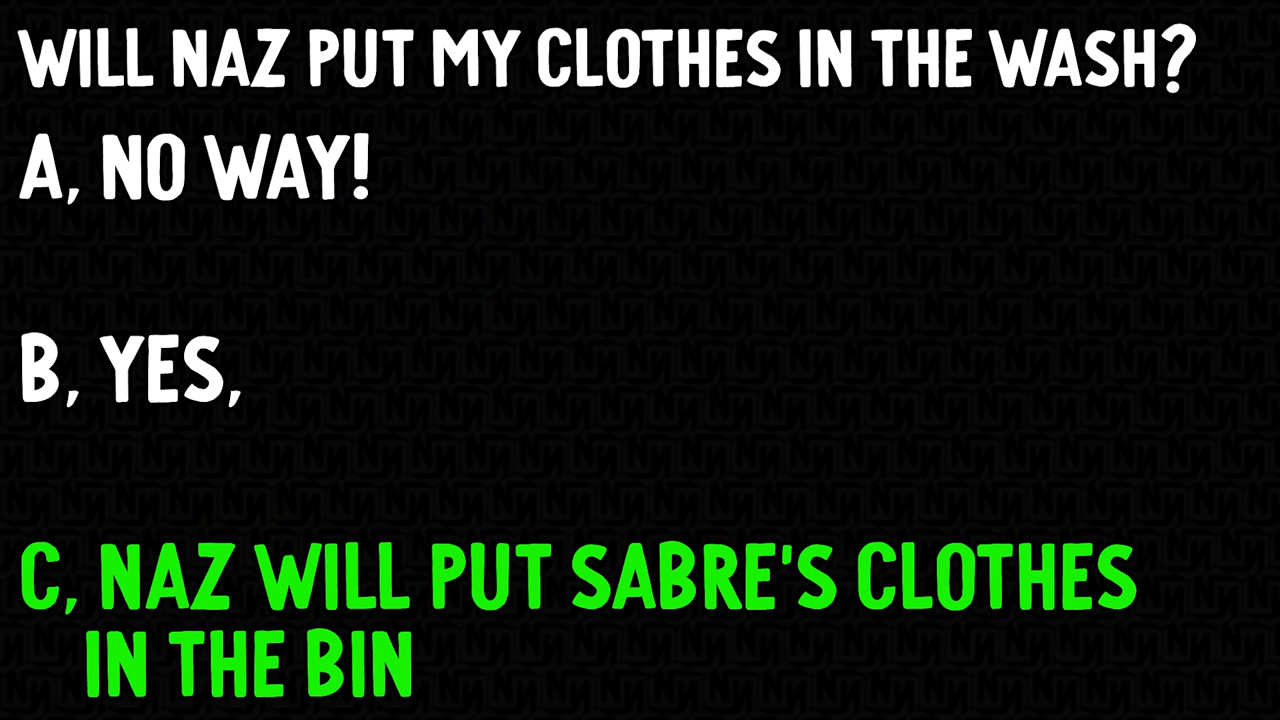 WILL NAZ PUT MY CLOTHES IN THE WASH?
A, NO WAY!
B, YES,
C, NAZ WILL PUT SABRE'S CLOTHES
IN THE BIN